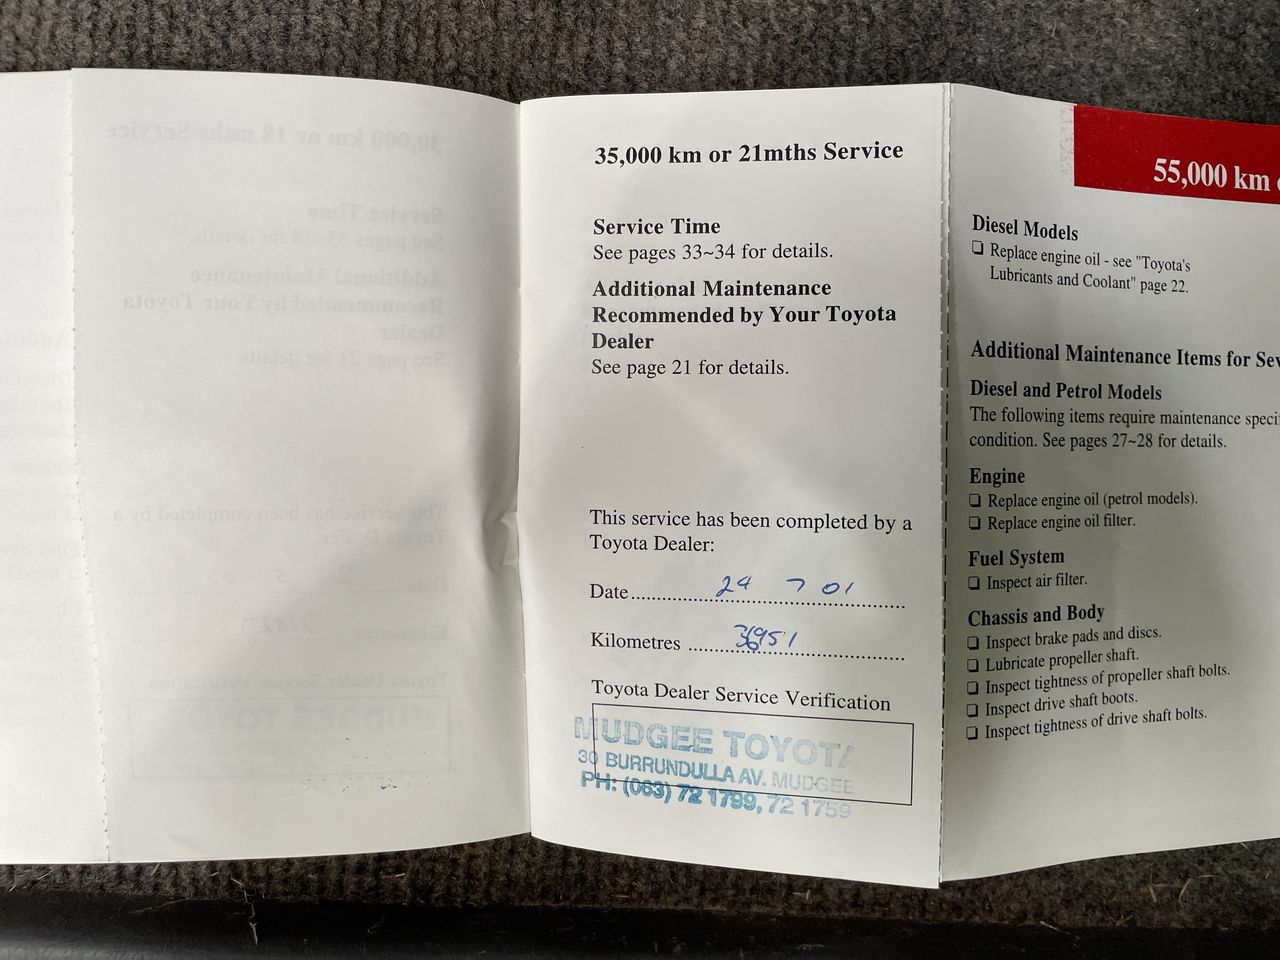 35,000 km or 21mths Service
Service Time
See pages 33~34 for details.
Additional Maintenance
Recommended by Your Toyota
Dealer
See page 21 for details.
This service has been completed by a
Toyota Dealer:
Date 24 7 01
Kilometres 36951
Toyota Dealer Service Verification
MUDGEE TOYOTA
30 BURRUNDULLA AV. MUDGEE
PH: (063) 72 1799, 72 1759
55,000 km
Diesel Models
❑ Replace engine oil - see "Toyota's
Lubricants and Coolant" page 22.
Additional Maintenance Items for Sev
Diesel and Petrol Models
The following items require maintenance speci
condition. See pages 27~28 for details.
Engine
❑ Replace engine oil (petrol models).
❑ Replace engine oil filter.
Fuel System
❑ Inspect air filter.
Chassis and Body
❑ Inspect brake pads and discs.
❑ Lubricate propeller shaft.
❑ Inspect tightness of propeller shaft bolts.
❑ Inspect drive shaft boots.
❑ Inspect tightness of drive shaft bolts.